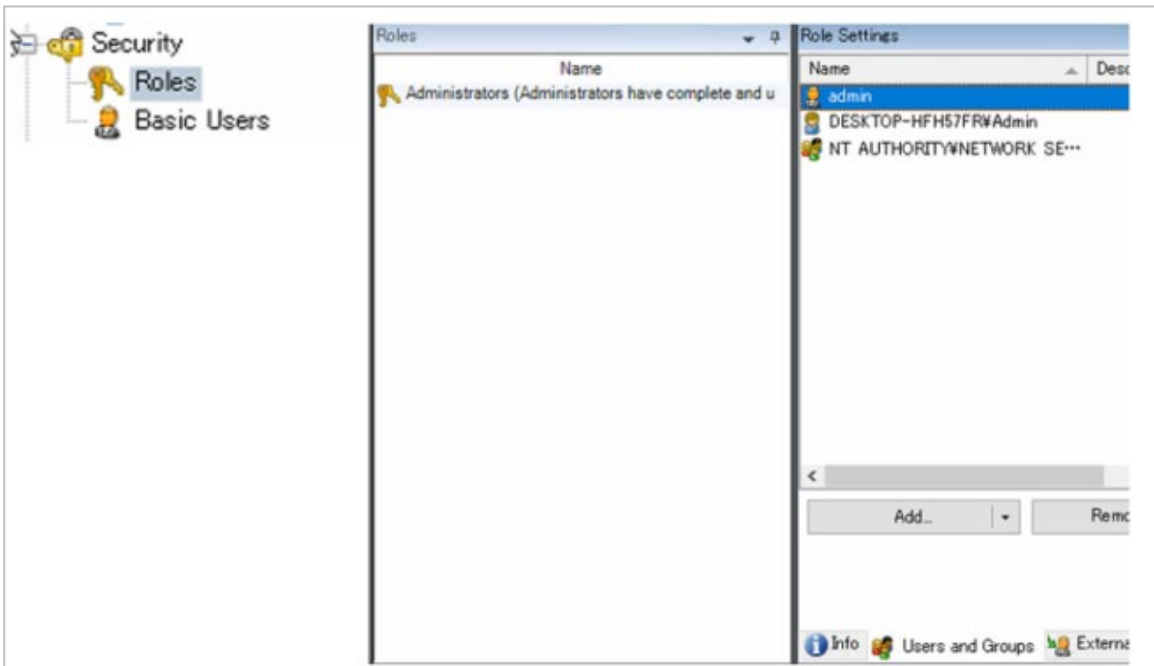 Security
Roles
Basic Users
Roles
Name
Administrators (Administrators have complete and u
Role Settings
Name Desc
admin
DESKTOP-HFH57FR¥Admin
NT AUTHORITY¥NETWORK SE…
Add... Remo
Info Users and Groups Externa